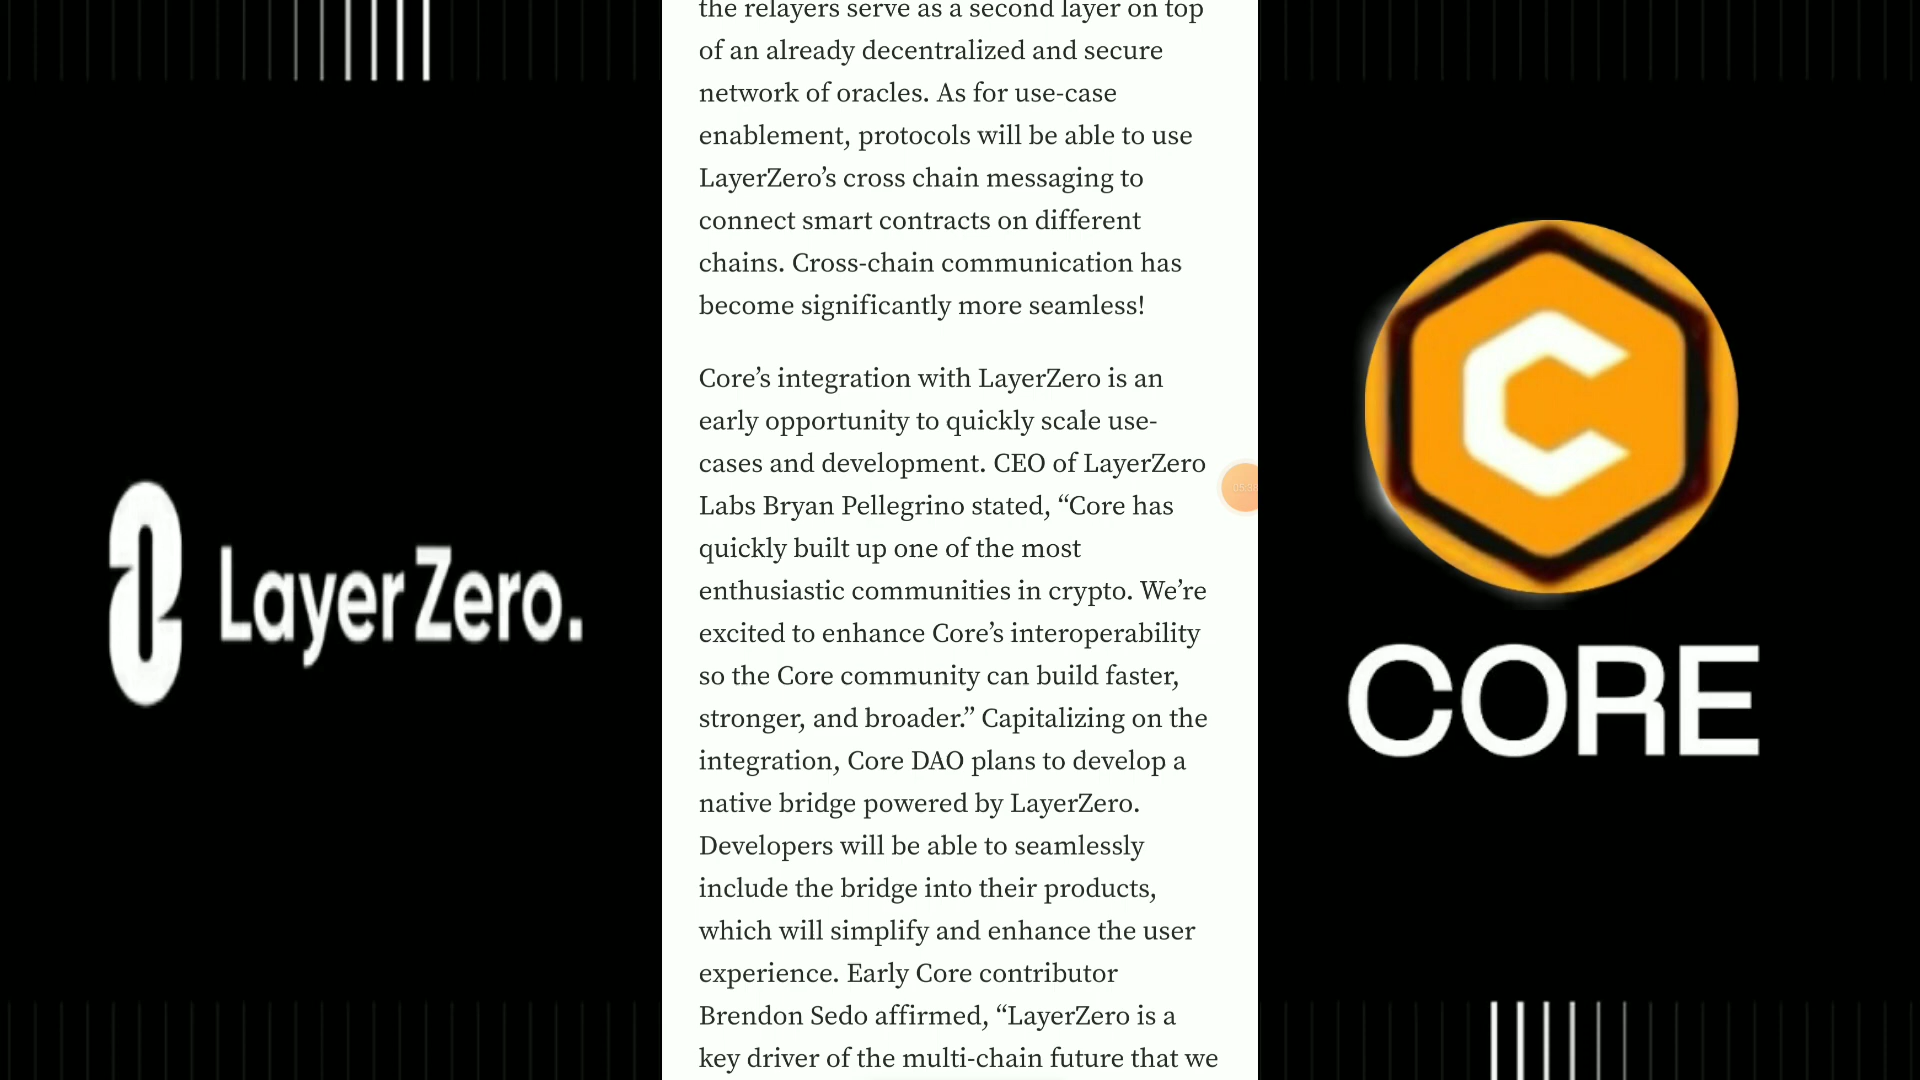 the relayers serve as a second layer on top
of an already decentralized and secure
network of oracles. As for use-case
enablement, protocols will be able to use
LayerZero’s cross chain messaging to
connect smart contracts on different
chains. Cross-chain communication has
become significantly more seamless!
Core’s integration with LayerZero is an
early opportunity to quickly scale use-
cases and development. CEO of LayerZero
Labs Bryan Pellegrino stated, “Core has
quickly built up one of the most
enthusiastic communities in crypto. We’re
excited to enhance Core’s interoperability
so the Core community can build faster,
stronger, and broader.” Capitalizing on the
integration, Core DAO plans to develop a
native bridge powered by LayerZero.
Developers will be able to seamlessly
include the bridge into their products,
which will simplify and enhance the user
experience. Early Core contributor
Brendon Sedo affirmed, “LayerZero is a
key driver of the multi-chain future that we
LayerZero.
C
CORE